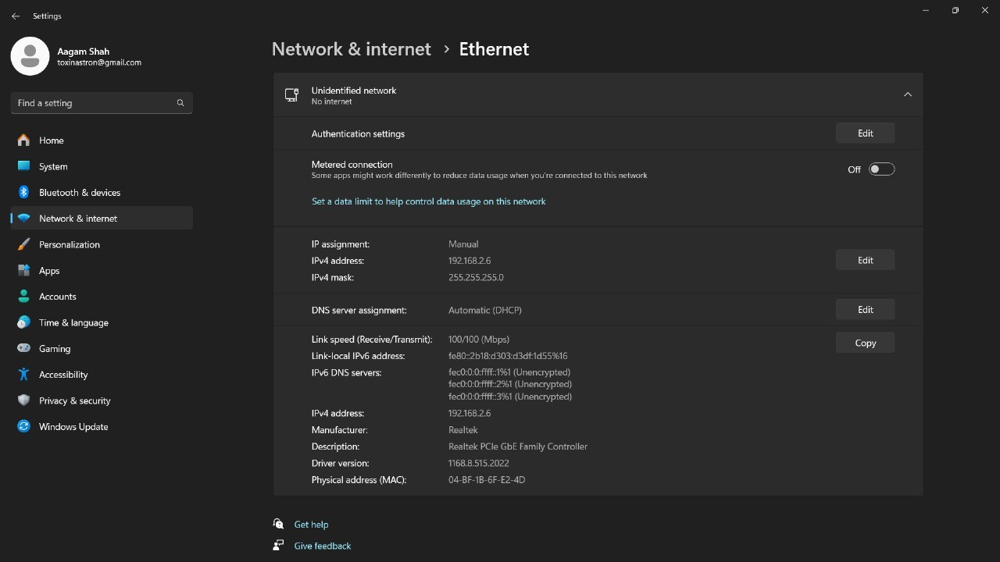 Settings
Aagam Shah
toxinastron@gmail.com
Find a setting
Home
System
Bluetooth & devices
Network & internet
Personalization
Apps
Accounts
Time & language
Gaming
Accessibility
Privacy & security
Windows Update
Network & internet > Ethernet
Unidentified network
No internet
Authentication settings Edit
Metered connection
Some apps might work differently to reduce data usage when you're connected to this network
Off
Set a data limit to help control data usage on this network
IP assignment: Manual
IPv4 address: 192.168.2.6
IPv4 mask: 255.255.255.0
Edit
DNS server assignment: Automatic (DHCP) Edit
Link speed (Receive/Transmit): 100/100 (Mbps)
Copy
Link-local IPv6 address: fe80::2b18:d303:d3df:1d55%16
IPv6 DNS servers: fec0:0:0:ffff::1%1 (Unencrypted)
fec0:0:0:ffff::2%1 (Unencrypted)
fec0:0:0:ffff::3%1 (Unencrypted)
IPv4 address: 192.168.2.6
Manufacturer: Realtek
Description: Realtek PCIe GbE Family Controller
Driver version: 1168.8.515.2022
Physical address (MAC): 04-BF-1B-6F-E2-4D
Get help
Give feedback